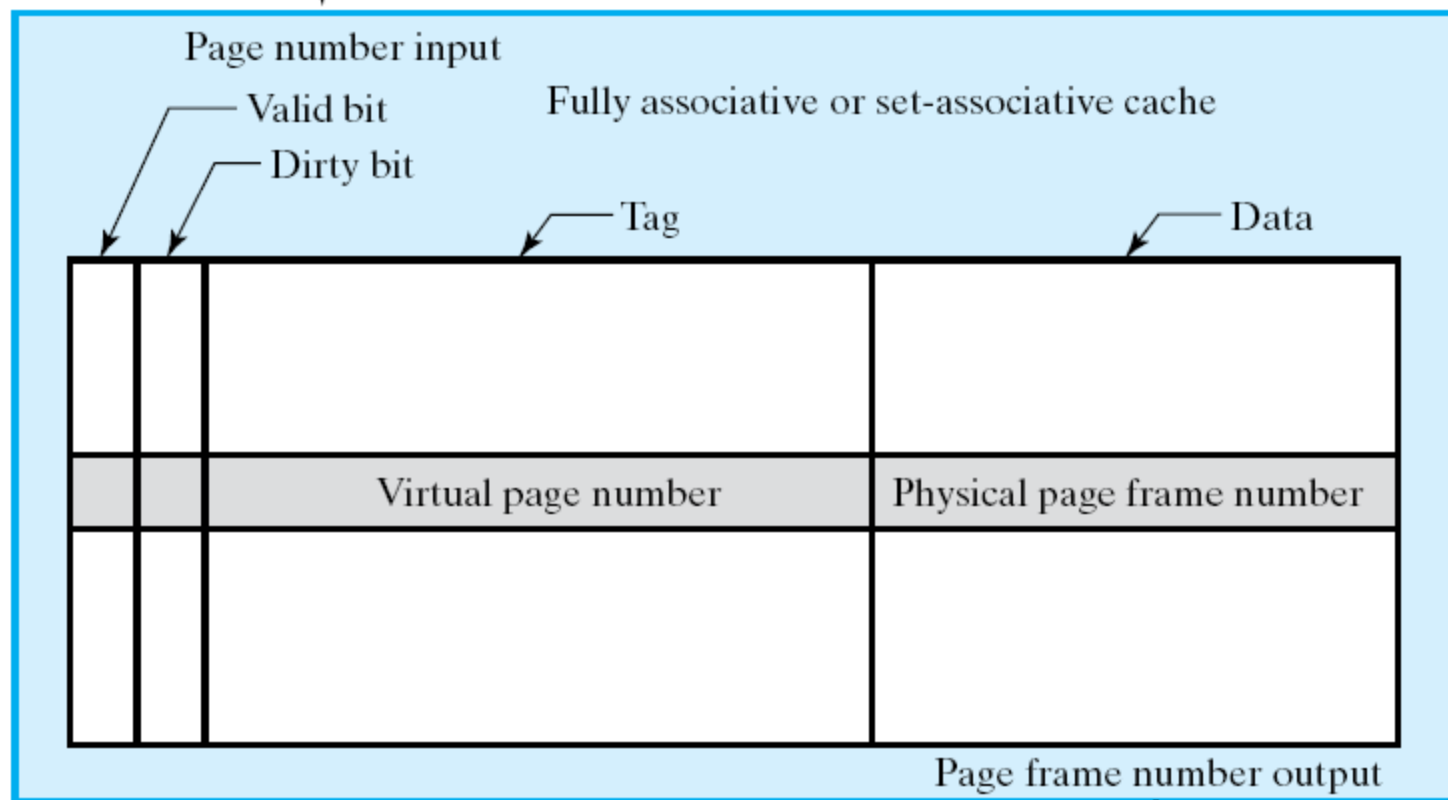 Page number input
Valid bit
Fully associative or set-associative cache
Dirty bit
Tag
Data
Virtual page number
Physical page frame number
Page frame number output